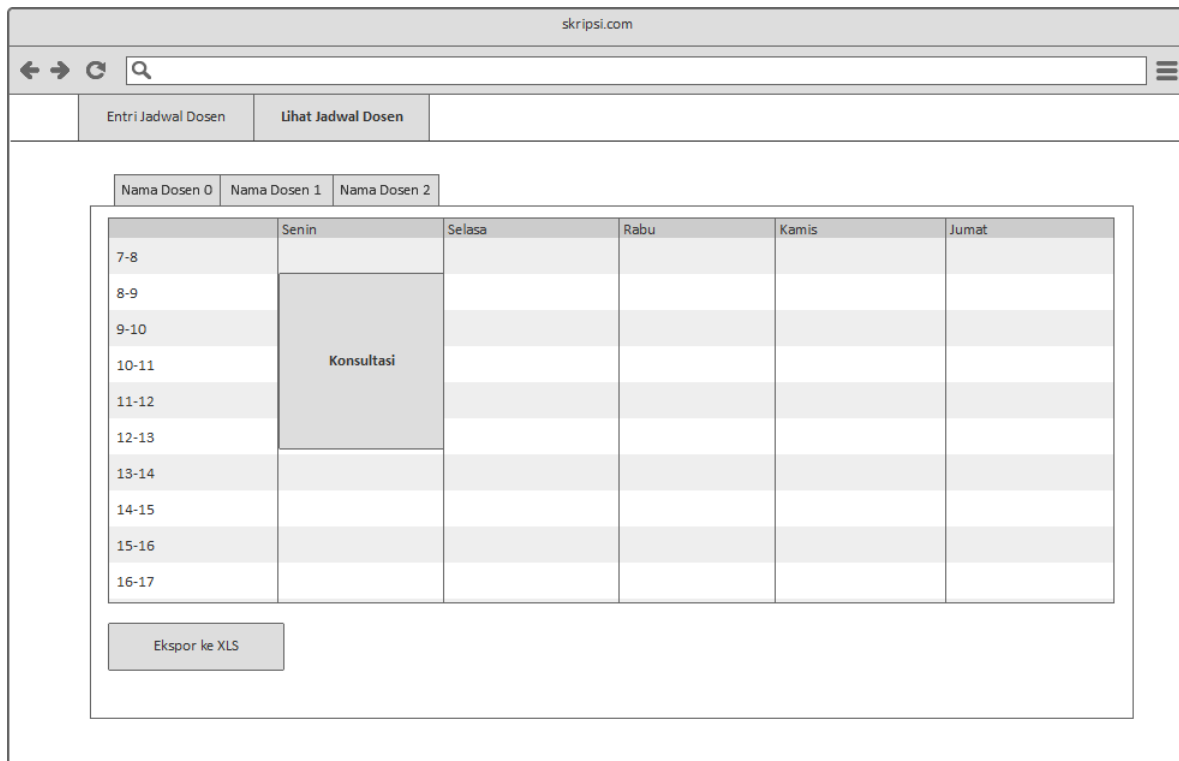 skripsi.com
Entri Jadwal Dosen Lihat Jadwal Dosen
Nama Dosen 0 Nama Dosen 1 Nama Dosen 2
Senin Selasa Rabu Kamis Jumat
7-8
8-9
9-10
10-11
Konsultasi
11-12
12-13
13-14
14-15
15-16
16-17
Ekspor ke XLS